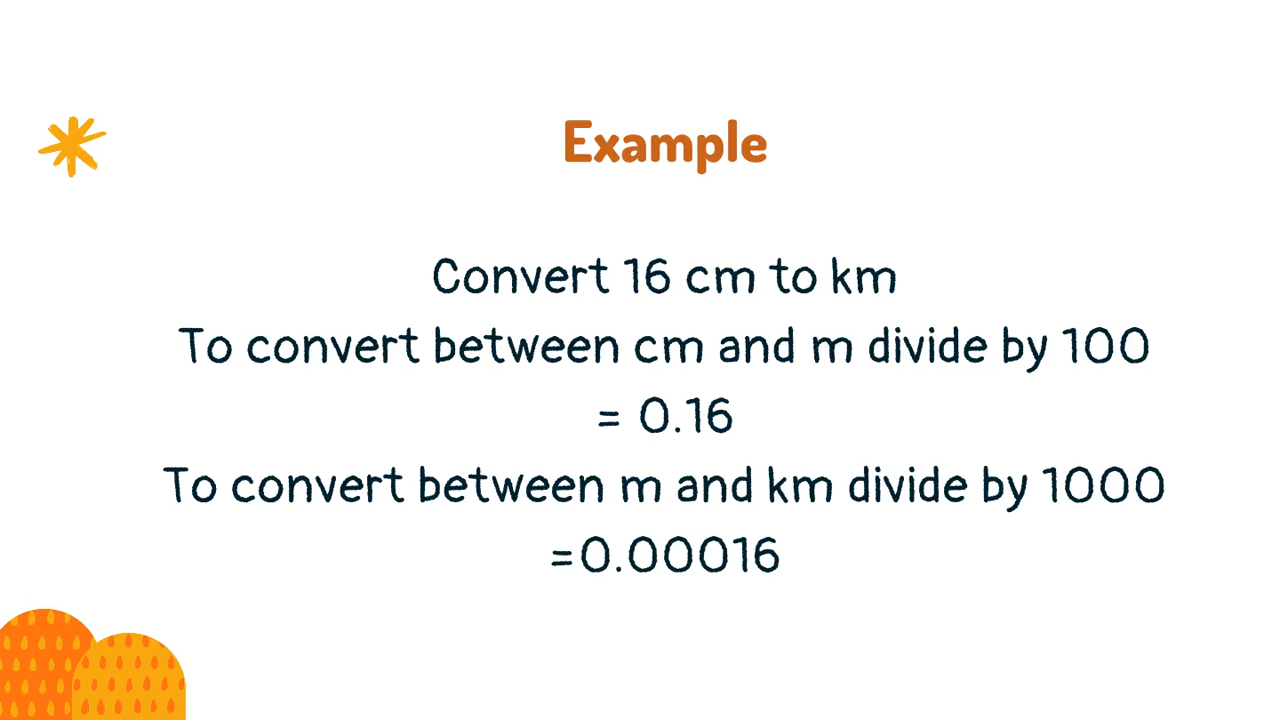 Example
Convert 16 cm to km
To convert between cm and m divide by 100
= 0.16
To convert between m and km divide by 1000
=0.00016